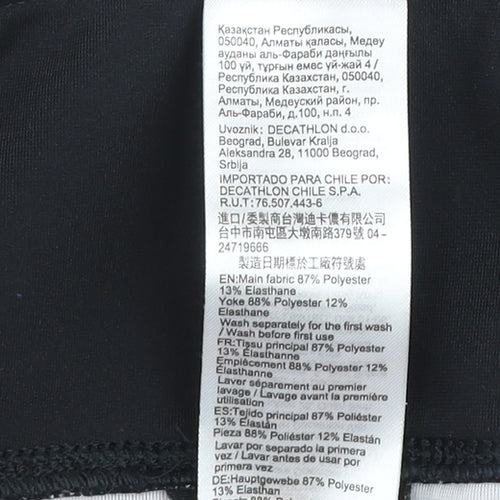 Қазақстан Республикасы,
050040, Алматы қаласы, Медеу
ауданы аль-Фараби даңғылы
100 үй, тұрғын емес үй-жай 4 /
Республика Казахстан, 050040,
Республика Казахстан, г.
Алматы, Медеуский район, пр.
Аль-Фараби, д.100, н.п. 4
Uvoznik: DECATHLON d.o.o.
Beograd, Bulevar Kralja
Aleksandra 28, 11000 Beograd,
Srbija
IMPORTADO PARA CHILE POR:
DECATHLON CHILE S.P.A.
R.U.T: 76.507.443-6
進口/委製商台灣迪卡儂有限公司
台中市南屯區大墩南路379號 04-
24719666
製造日期標於工廠符號處
EN:Main fabric 87% Polyester
13% Elasthane
Yoke 88% Polyester 12%
Elasthane
Wash separately for the first wash
/ Wash before first use
FR:Tissu principal 87% Polyester
13% Élasthanne
Empiècement 88% Polyester 12%
Élasthanne
Laver séparement au premier
lavage / Lavage avant la première
utilisation
ES:Tejido principal 87% Poliéster
13% Elastán
Pieza 88% Poliéster 12% Elastán
Lavar por separado la primera
vez / Lavar antes de usar por
primera vez
DE:Hauptgewebe 87% Polyester
13% Elasthan